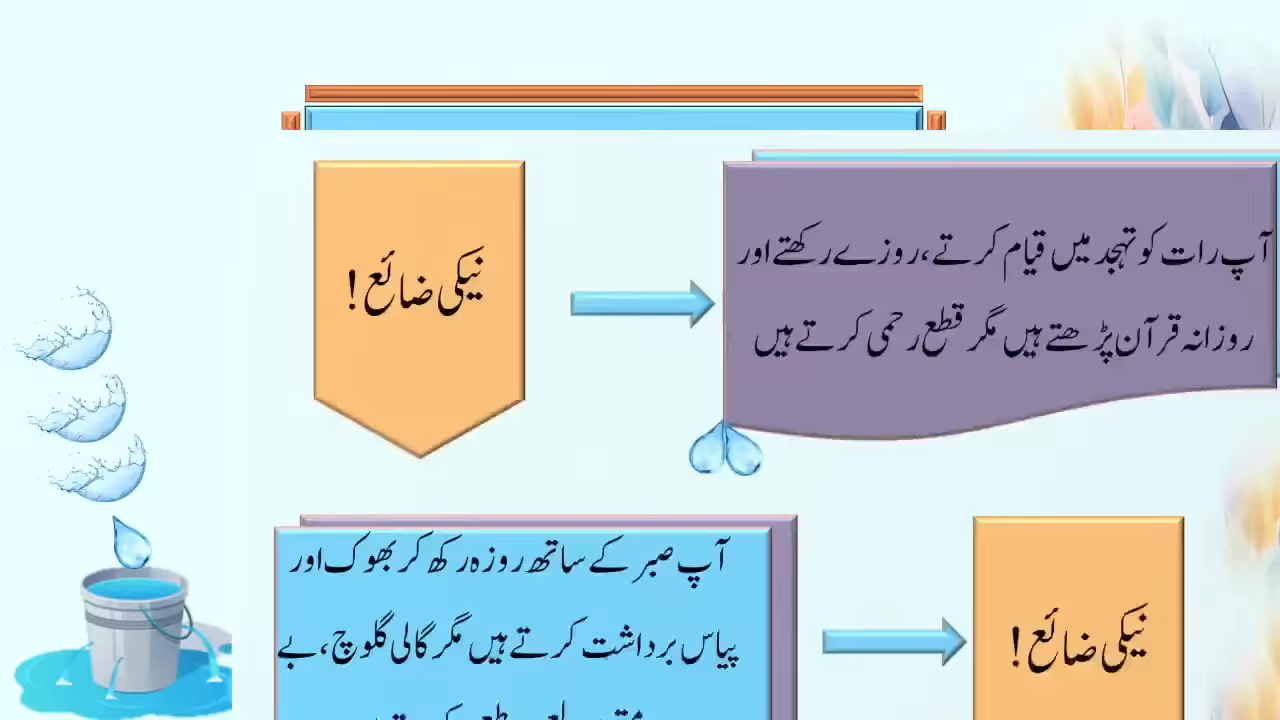 آپ رات کو تہجد میں قیام کرتے، روزے رکھتے اور
روزانہ قرآن پڑھتے ہیں مگر قطع رحمی کرتے ہیں
نیکی ضائع!
آپ صبر کے ساتھ روزہ رکھ کر بھوک اور
پیاس برداشت کرتے ہیں مگر گالی گلوچ، بے
نیکی ضائع!